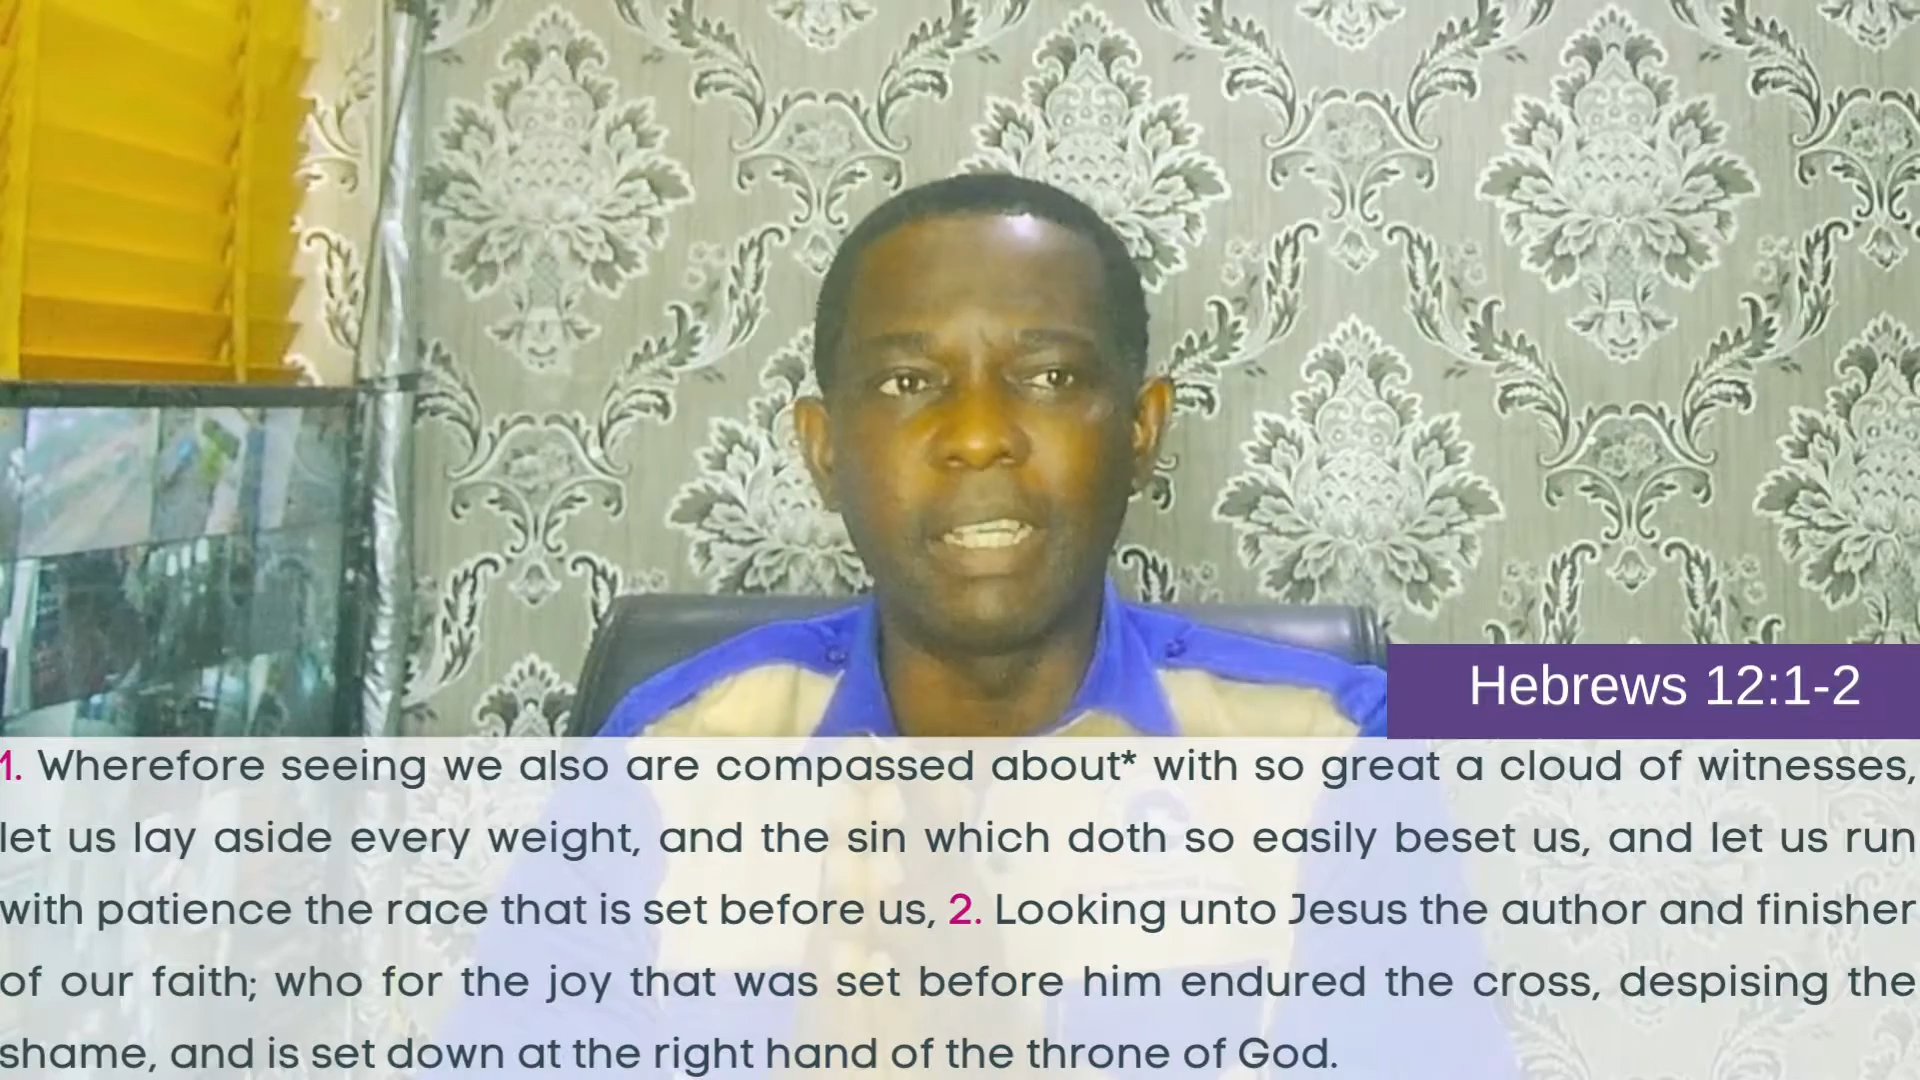 Hebrews 12:1-2
1. Wherefore seeing we also are compassed about* with so great a cloud of witnesses,
let us lay aside every weight, and the sin which doth so easily beset us, and let us run
with patience the race that is set before us, 2. Looking unto Jesus the author and finisher
of our faith; who for the joy that was set before him endured the cross, despising the
shame, and is set down at the right hand of the throne of God.